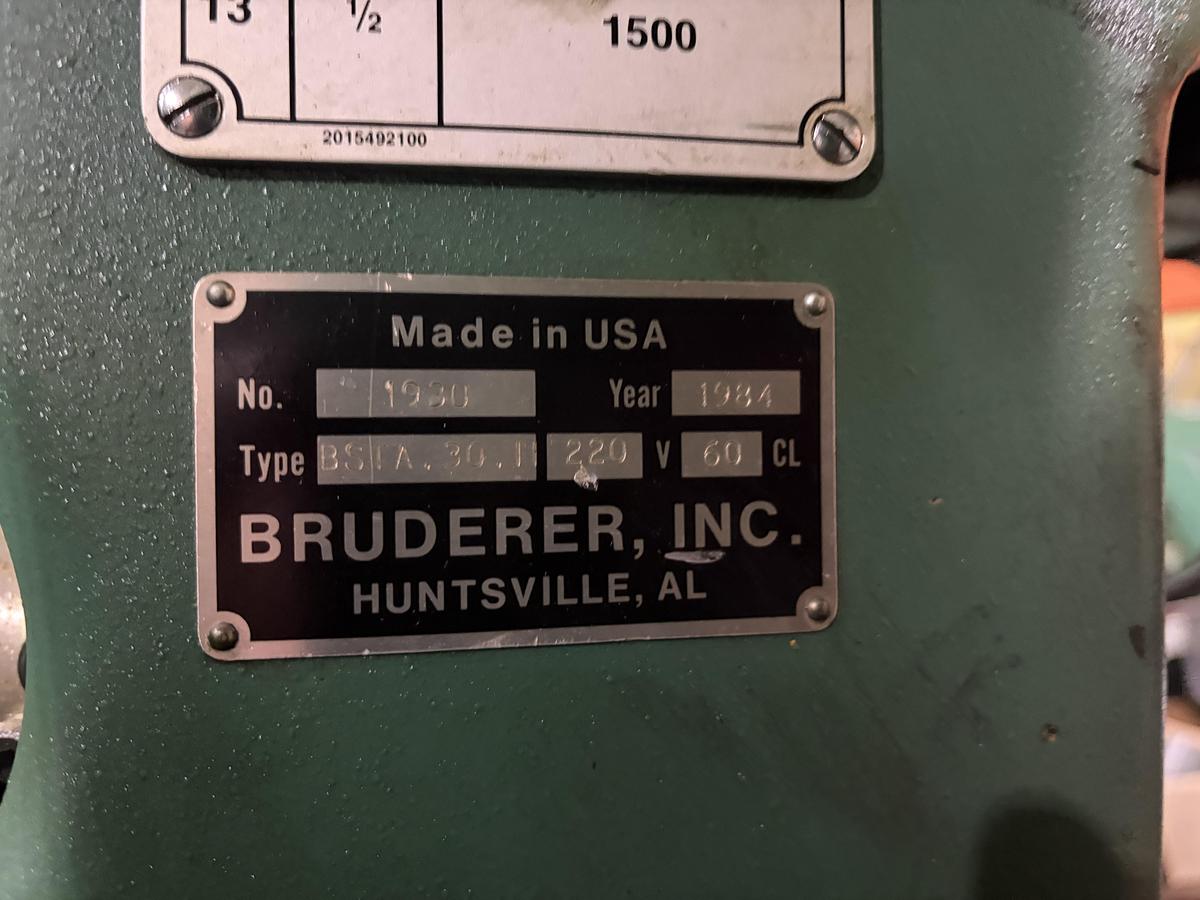 13 1/2 1500
2015492100
Made in USA
No. 1930 Year 1984
Type BSTA.30. 220 V 60 CL
BRUDERER, INC.
HUNTSVILLE, AL